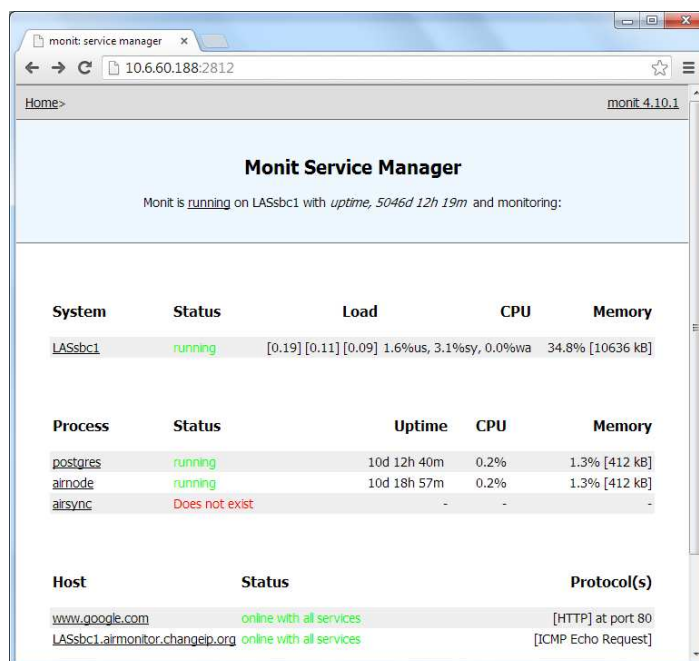 monit: service manager
10.6.60.188:2812
Home> monit 4.10.1
Monit Service Manager
Monit is running on LASsbc1 with uptime, 5046d 12h 19m and monitoring:
System Status Load CPU Memory
LASsbc1 running [0.19] [0.11] [0.09] 1.6%us, 3.1%sy, 0.0%wa 34.8% [10636 kB]
Process Status Uptime CPU Memory
postgres running 10d 12h 40m 0.2% 1.3% [412 kB]
airnode running 10d 18h 57m 0.2% 1.3% [412 kB]
airsync Does not exist - - -
Host Status Protocol(s)
www.google.com online with all services [HTTP] at port 80
LASsbc1.airmonitor.changeip.org online with all services [ICMP Echo Request]